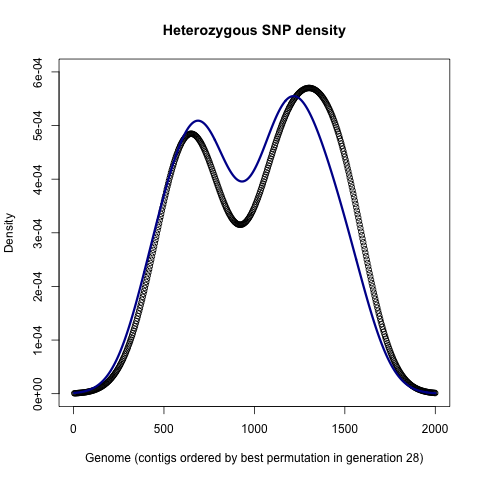 Heterozygous SNP density
6e-04
5e-04
4e-04
3e-04
2e-04
1e-04
0e+00
Density
0 500 1000 1500 2000
Genome (contigs ordered by best permutation in generation 28)